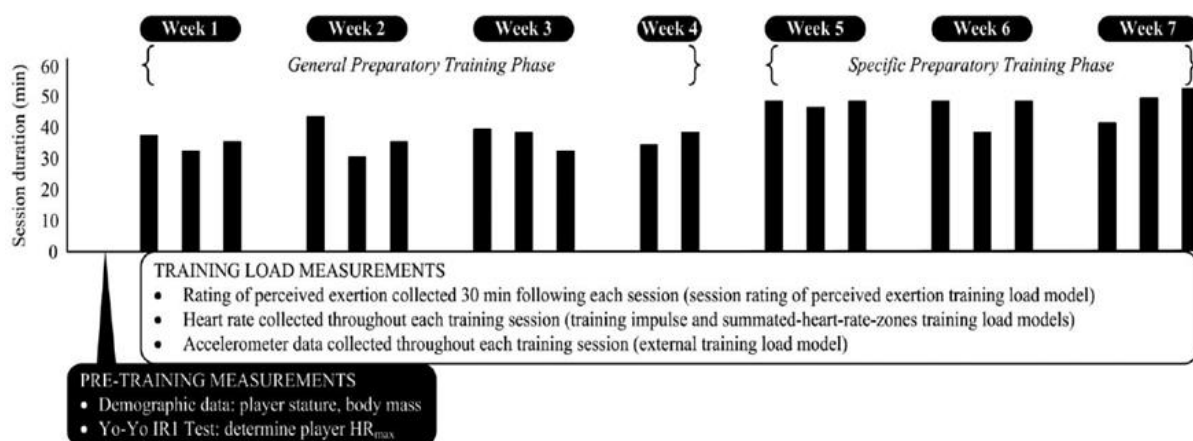 Week 1 Week 2 Week 3 Week 4 Week 5 Week 6 Week 7
General Preparatory Training Phase Specific Preparatory Training Phase
Session duration (min)
60
50
40
30
20
10
0
TRAINING LOAD MEASUREMENTS
• Rating of perceived exertion collected 30 min following each session (session rating of perceived exertion training load model)
• Heart rate collected throughout each training session (training impulse and summated-heart-rate-zones training load models)
• Accelerometer data collected throughout each training session (external training load model)
PRE-TRAINING MEASUREMENTS
• Demographic data: player stature, body mass
• Yo-Yo IR1 Test: determine player HRmax